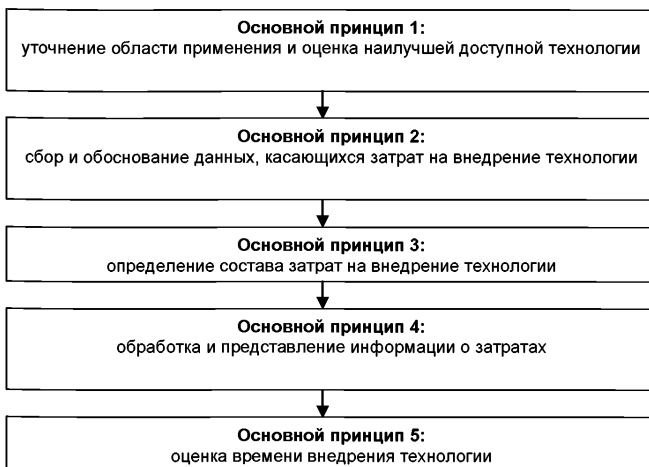 Основной принцип 1:
уточнение области применения и оценка наилучшей доступной технологии
Основной принцип 2:
сбор и обоснование данных, касающихся затрат на внедрение технологии
Основной принцип 3:
определение состава затрат на внедрение технологии
Основной принцип 4:
обработка и представление информации о затратах
Основной принцип 5:
оценка времени внедрения технологии